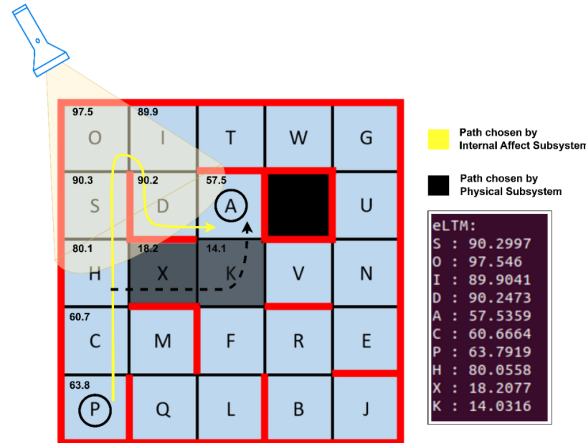 97.5 89.9
O I T W G
90.3 90.2 57.5
S D A U
80.1 18.2 14.1
H X K V N
60.7
C M F R E
63.8
P Q L B J
Path chosen by
Internal Affect Subsystem
Path chosen by
Physical Subsystem
eLTM:
S : 90.2997
O : 97.546
I : 89.9041
D : 90.2473
A : 57.5359
C : 60.6664
P : 63.7919
H : 80.0558
X : 18.2077
K : 14.0316